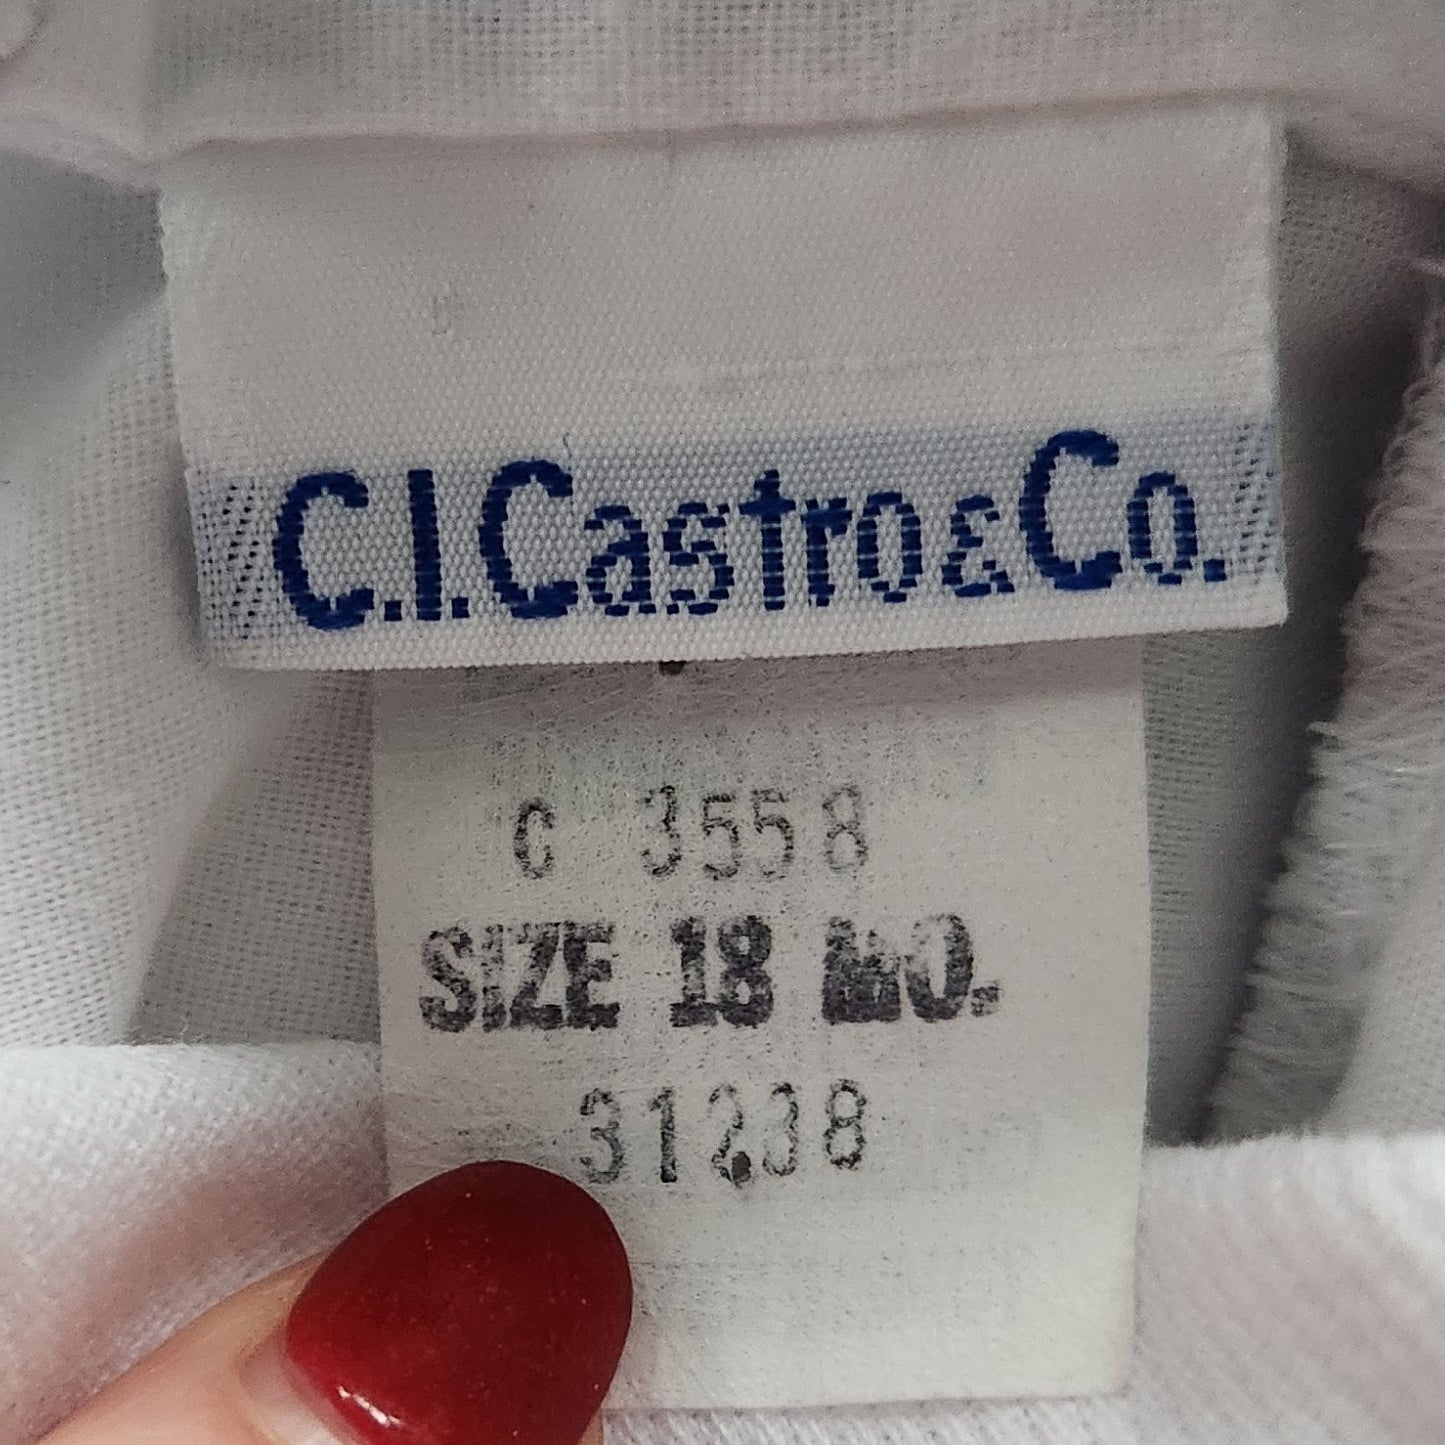 C.I.Castro&Co.
C 3558
SIZE 18 MO.
31238